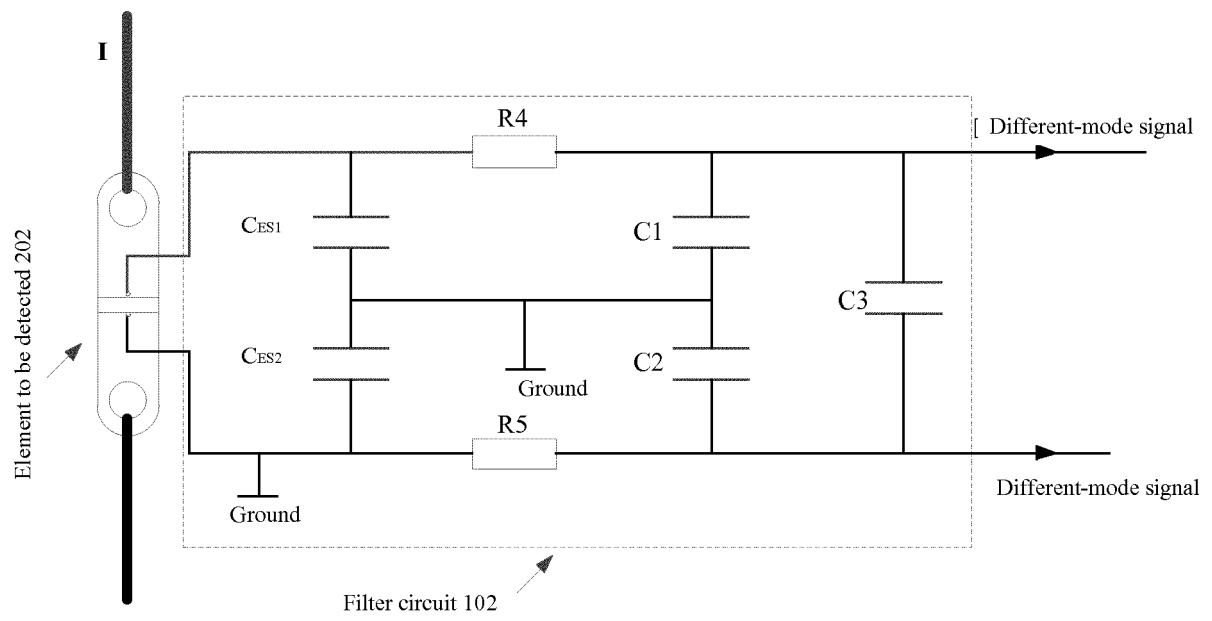 I
R4
[ Different-mode signal
CES1
C1
C3
Element to be detected 202
CES2
C2
Ground
R5
Different-mode signal
Ground
Filter circuit 102